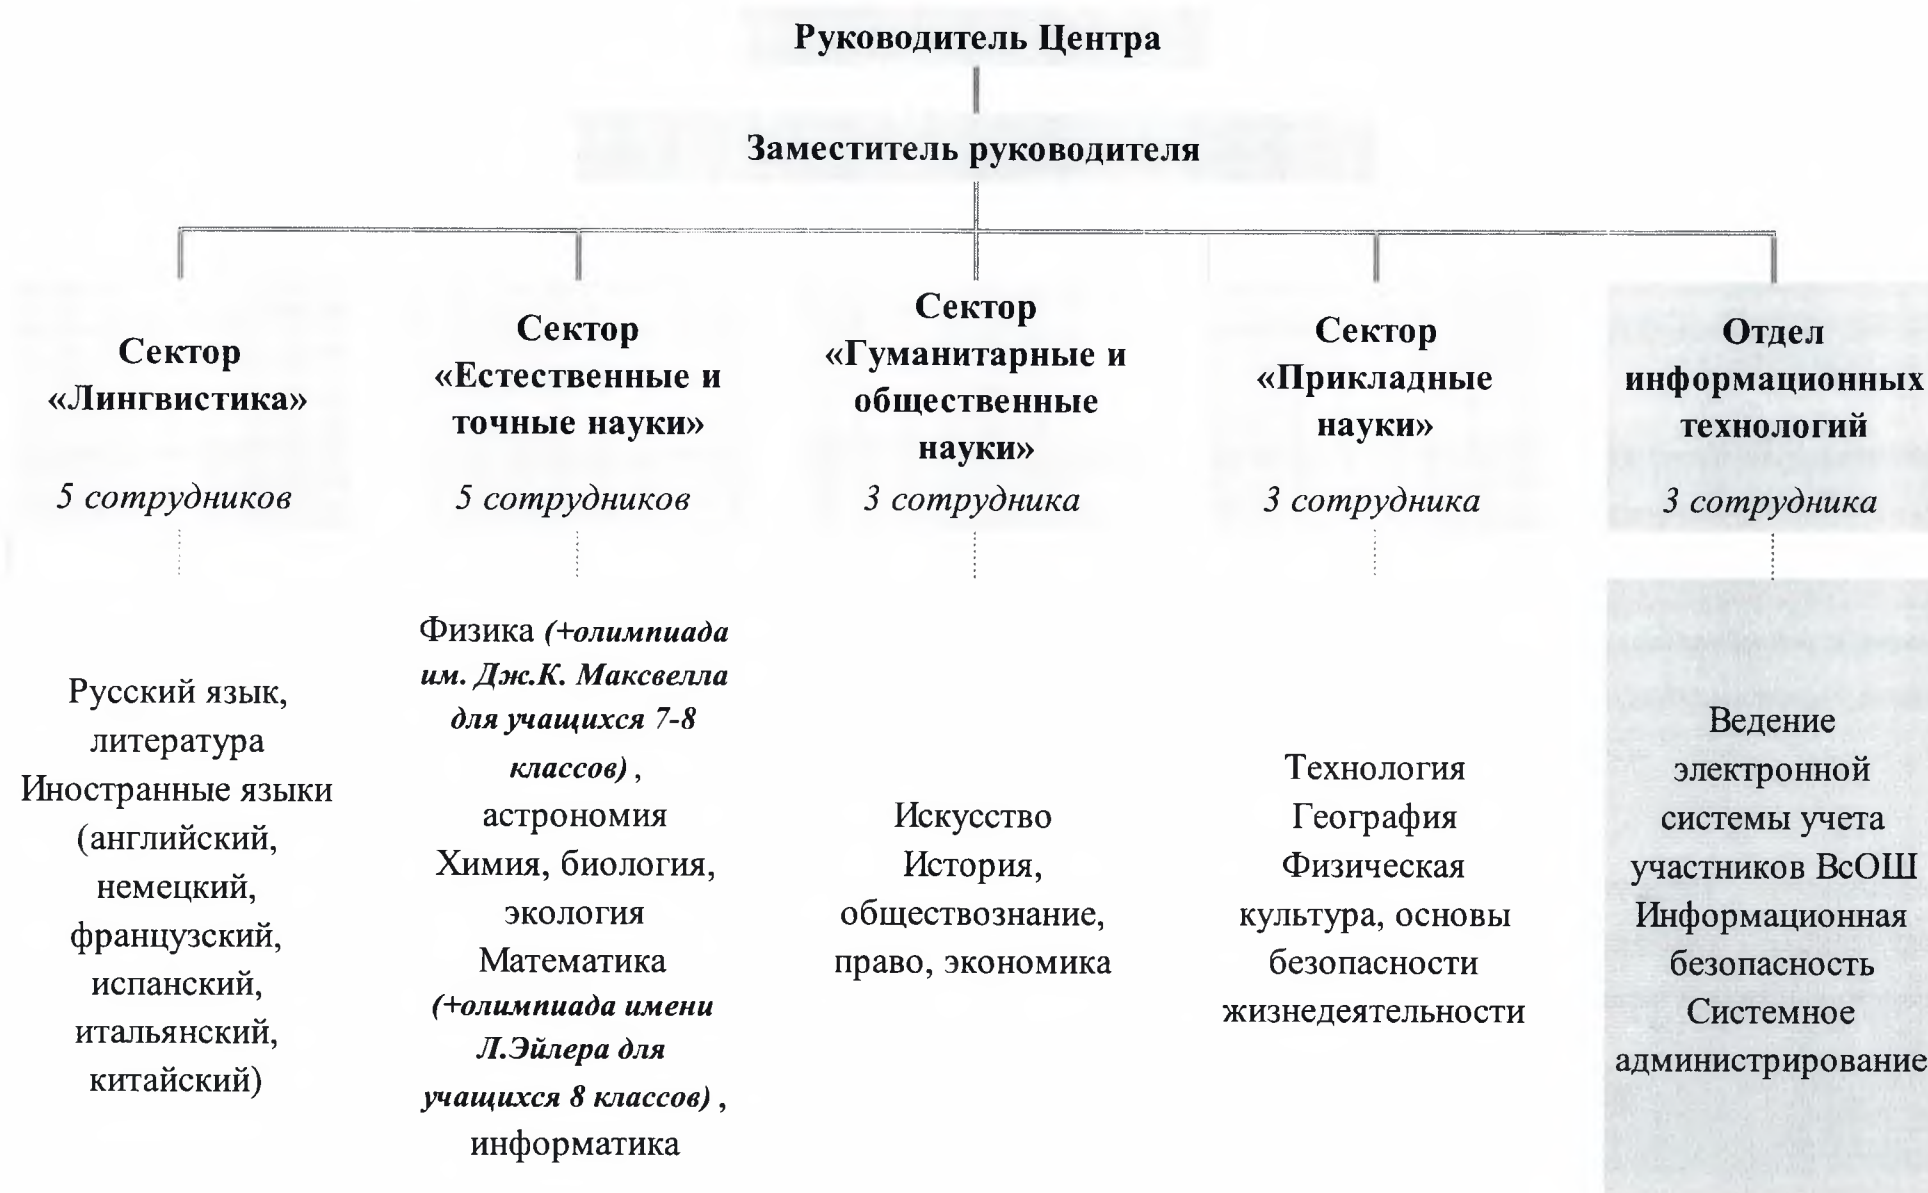 Руководитель Центра
Заместитель руководителя
Сектор
«Лингвистика»
5 сотрудников
Сектор
«Естественные и
точные науки»
5 сотрудников
Сектор
«Гуманитарные и
общественные
науки»
3 сотрудника
Сектор
«Прикладные
науки»
3 сотрудника
Отдел
информационных
технологий
3 сотрудника
Русский язык,
литература
Иностранные языки
(английский,
немецкий,
французский,
испанский,
итальянский,
китайский)
Физика (+олимпиада
им. Дж.К. Максвелла
для учащихся 7-8
классов) ,
астрономия
Химия, биология,
экология
Математика
(+олимпиада имени
Л.Эйлера для
учащихся 8 классов) ,
информатика
Искусство
История,
обществознание,
право, экономика
Технология
География
Физическая
культура, основы
безопасности
жизнедеятельности
Ведение
электронной
системы учета
участников ВсОШ
Информационная
безопасность
Системное
администрирование